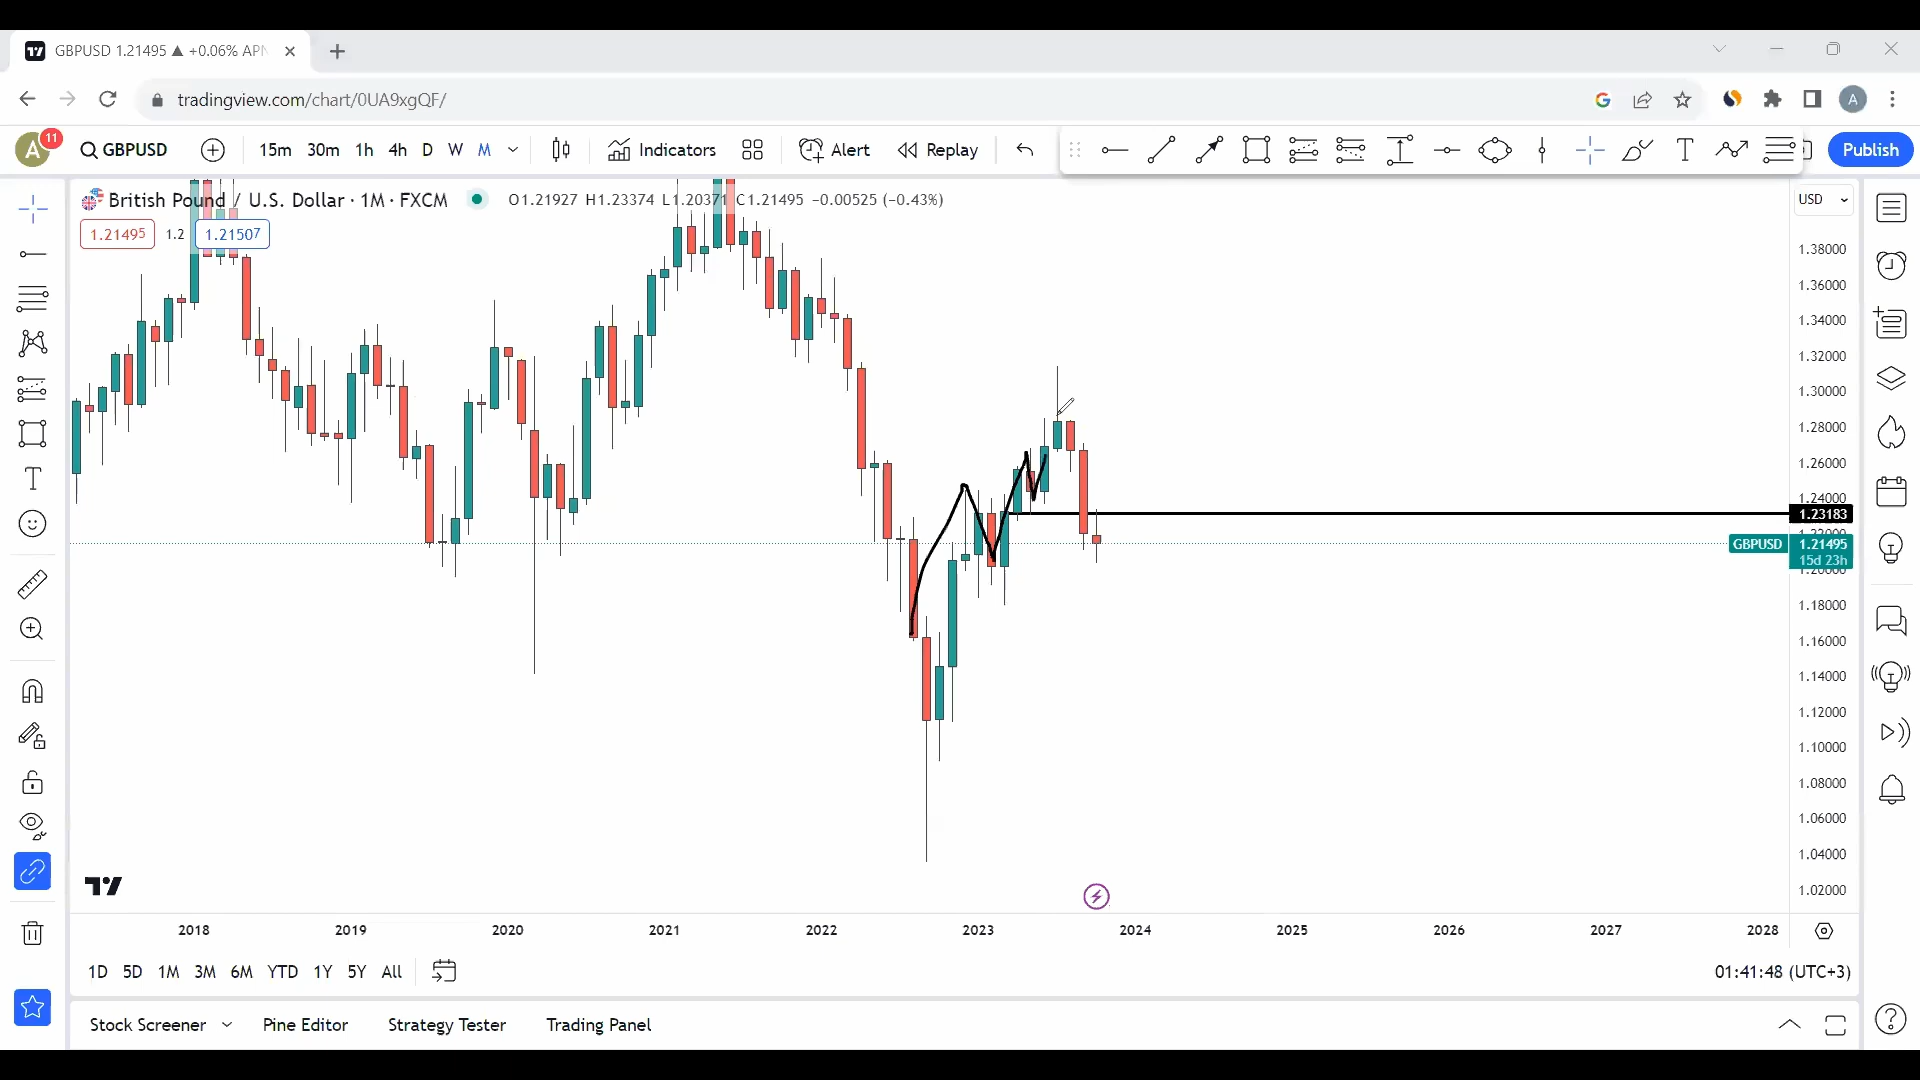 GBPUSD 1.21495 ▲ +0.06% APN
tradingview.com/chart/0UA9xgQF/
A
A 11
GBPUSD 15m 30m 1h 4h D W M Indicators Alert Replay T Publish
British Pound / U.S. Dollar · 1M · FXCM O1.21927 H1.23374 L1.20371 C1.21495 −0.00525 (−0.43%)
USD
1.21495 1.2 1.21507
1.38000
1.36000
1.34000
1.32000
1.30000
1.28000
1.26000
1.24000
1.23183
GBPUSD 1.21495
15d 23h
1.20000
1.18000
1.16000
1.14000
1.12000
1.10000
1.08000
1.06000
1.04000
1.02000
2018 2019 2020 2021 2022 2023 2024 2025 2026 2027 2028
1D 5D 1M 3M 6M YTD 1Y 5Y All
01:41:48 (UTC+3)
Stock Screener Pine Editor Strategy Tester Trading Panel